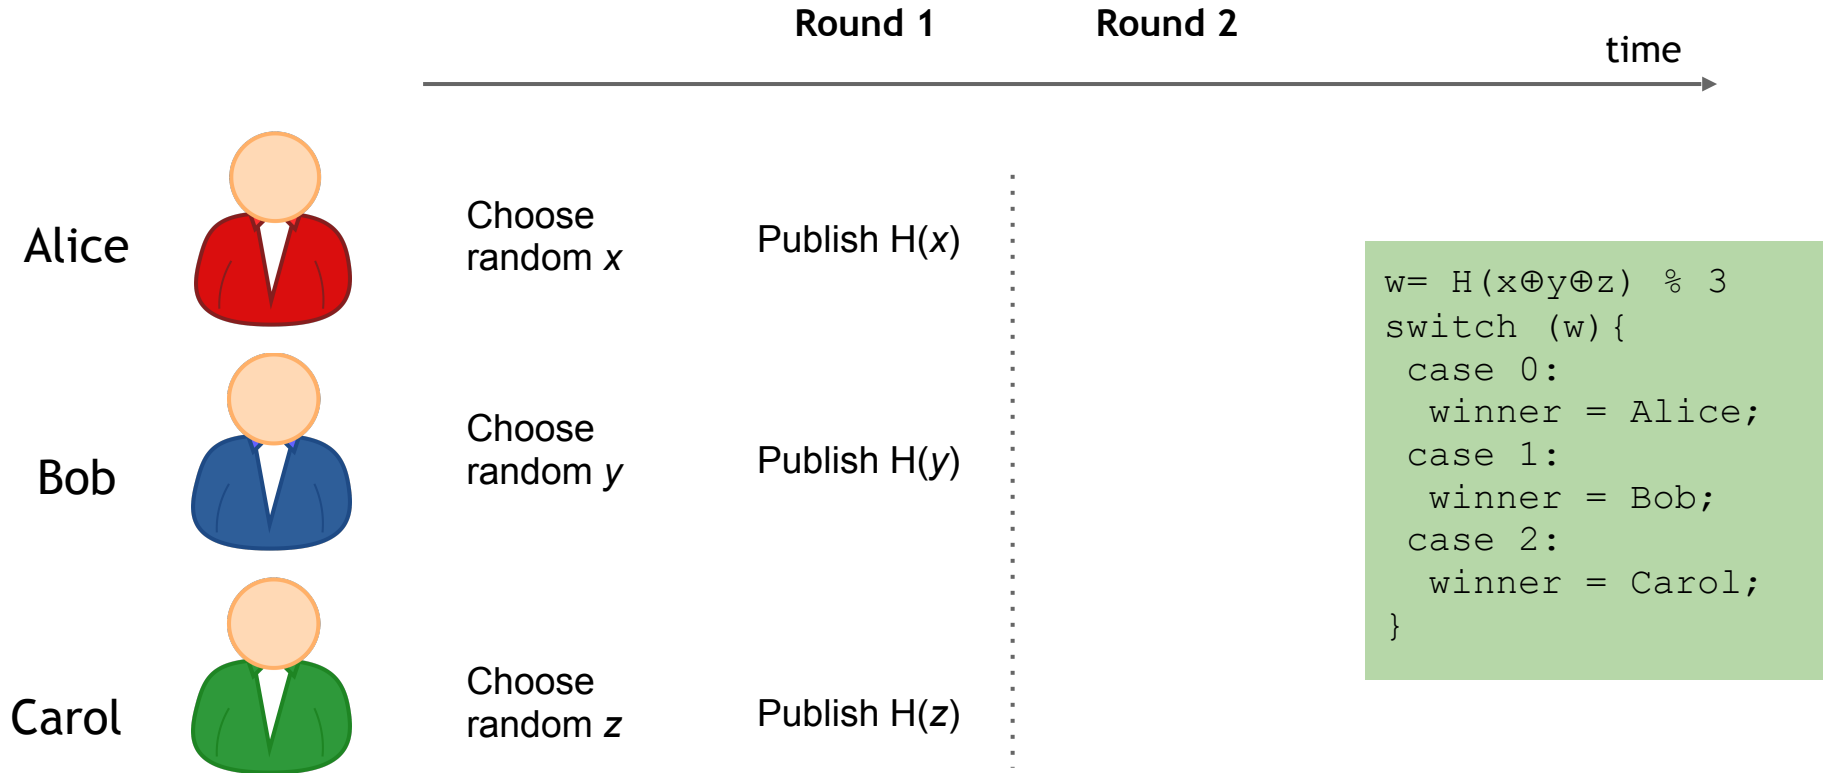 Round 1
Round 2
time
Alice
Choose
random x
Publish H(x)
Bob
Choose
random y
Publish H(y)
Carol
Choose
random z
Publish H(z)
w= H(x⊕y⊕z) % 3
switch (w){
case 0:
winner = Alice;
case 1:
winner = Bob;
case 2:
winner = Carol;
}